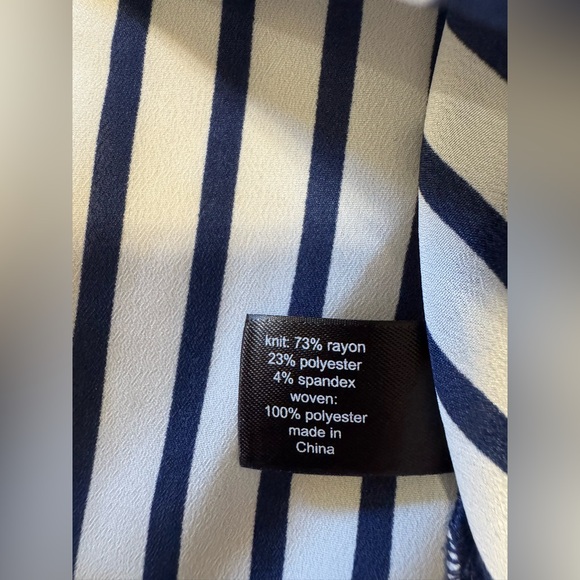 knit: 73% rayon
23% polyester
4% spandex
woven:
100% polyester
made in
China